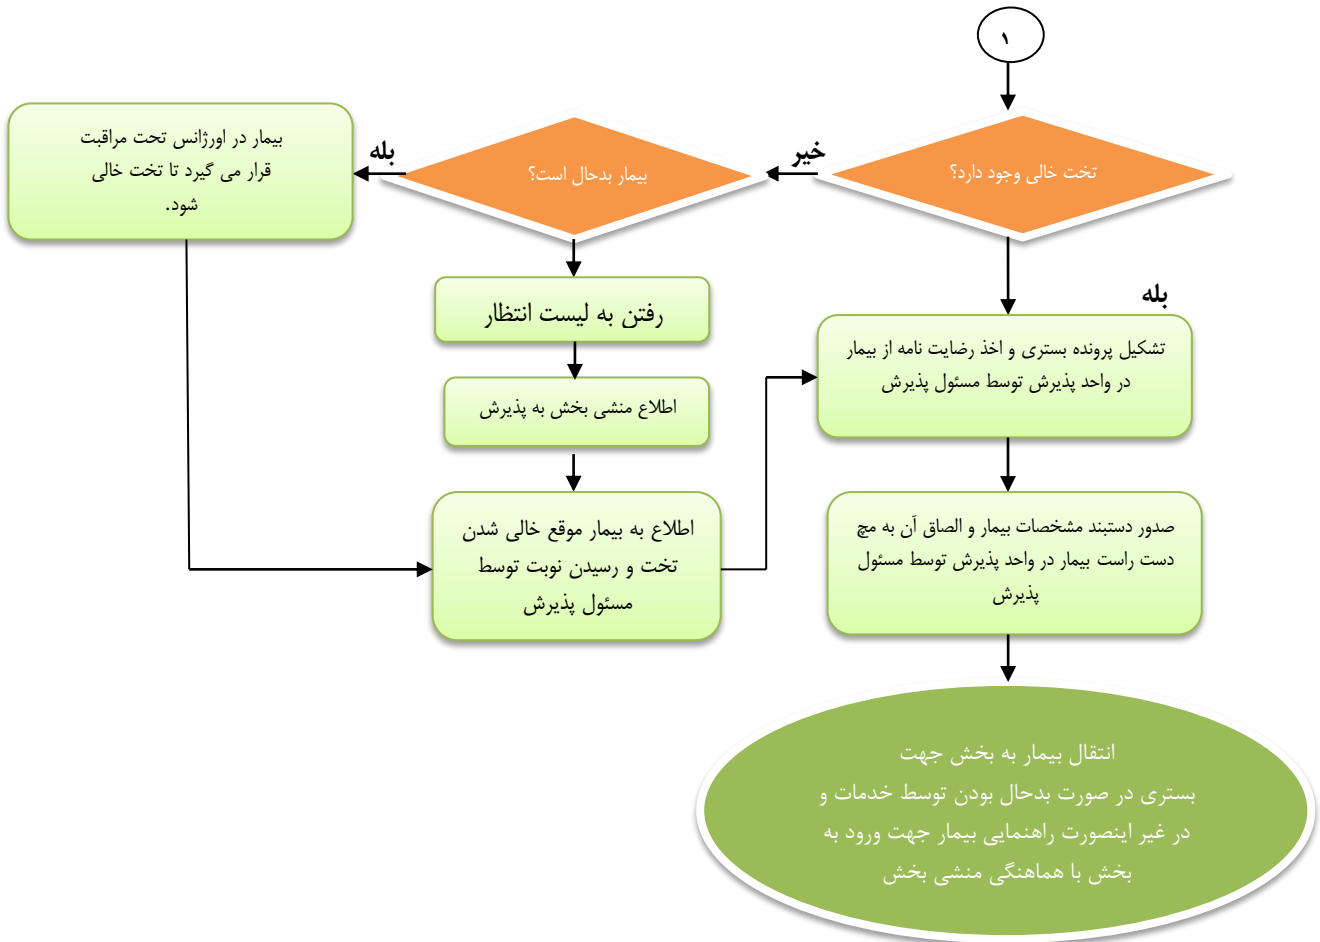 ۱
تخت خالی وجود دارد؟
خیر
بیمار بدحال است؟
بله
بیمار در اورژانس تحت مراقبت
قرار می گیرد تا تخت خالی
شود.
رفتن به لیست انتظار
اطلاع منشی بخش به پذیرش
اطلاع به بیمار موقع خالی شدن
تخت و رسیدن نوبت توسط
مسئول پذیرش
بله
تشکیل پرونده بستری و اخذ رضایت نامه از بیمار
در واحد پذیرش توسط مسئول پذیرش
صدور دستبند مشخصات بیمار و الصاق آن به مچ
دست راست بیمار در واحد پذیرش توسط مسئول
پذیرش
انتقال بیمار به بخش جهت
بستری در صورت بدحال بودن توسط خدمات و
در غیر اینصورت راهنمایی بیمار جهت ورود به
بخش با هماهنگی منشی بخش